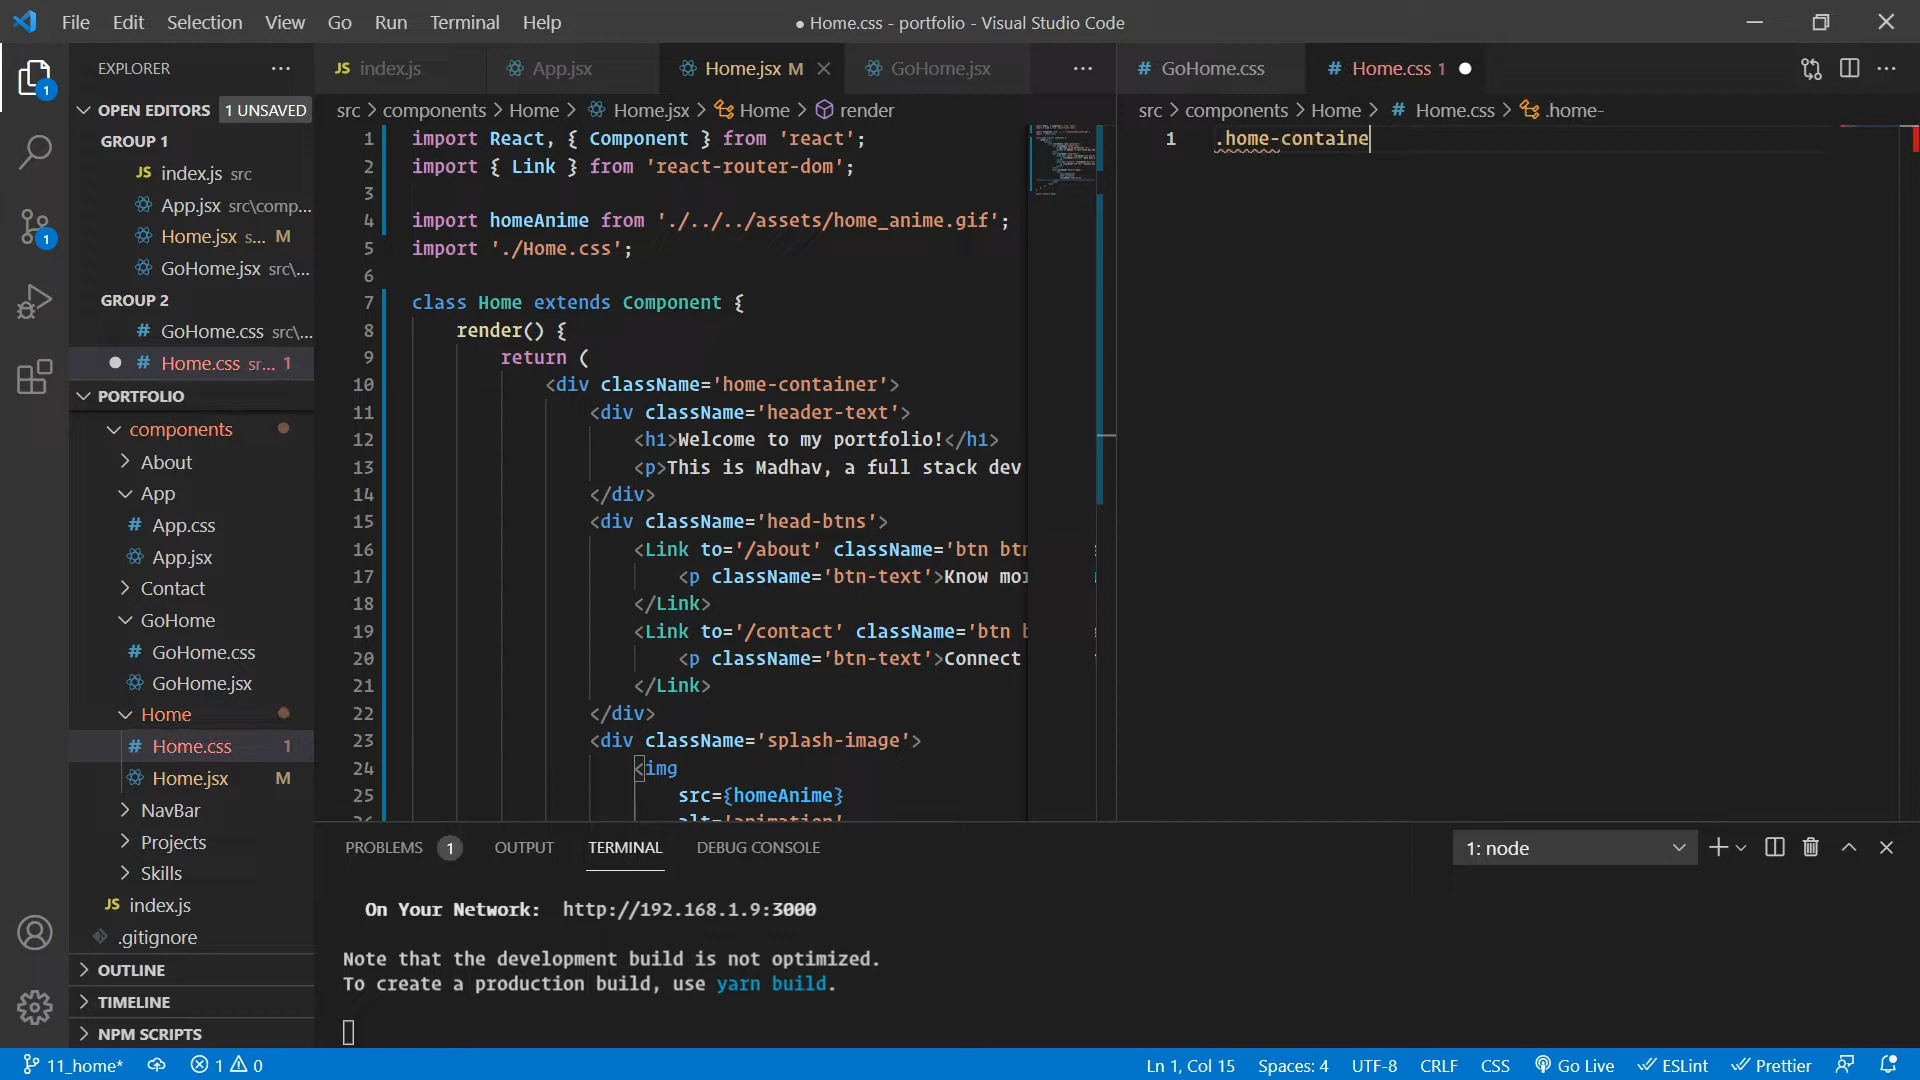 File Edit Selection View Go Run Terminal Help
● Home.css - portfolio - Visual Studio Code
EXPLORER
JS index.js
App.jsx
Home.jsx M
GoHome.jsx
# GoHome.css
# Home.css 1
OPEN EDITORS 1 UNSAVED
src > components > Home > Home.jsx > Home > render
src > components > Home > # Home.css > .home-
GROUP 1
JS index.js src
App.jsx src\comp...
Home.jsx s... M
GoHome.jsx src\...
GROUP 2
# GoHome.css src\...
# Home.css sr... 1
PORTFOLIO
components
About
App
# App.css
App.jsx
Contact
GoHome
# GoHome.css
GoHome.jsx
Home
# Home.css 1
Home.jsx M
NavBar
Projects
Skills
JS index.js
.gitignore
OUTLINE
TIMELINE
NPM SCRIPTS
1
1
1 import React, { Component } from 'react';
2 import { Link } from 'react-router-dom';
3
4 import homeAnime from './../../assets/home_anime.gif';
5 import './Home.css';
6
7 class Home extends Component {
8 render() {
9 return (
10 <div className='home-container'>
11 <div className='header-text'>
12 <h1>Welcome to my portfolio!</h1>
13 <p>This is Madhav, a full stack dev
14 </div>
15 <div className='head-btns'>
16 <Link to='/about' className='btn btn
17 <p className='btn-text'>Know mor
18 </Link>
19 <Link to='/contact' className='btn b
20 <p className='btn-text'>Connect
21 </Link>
22 </div>
23 <div className='splash-image'>
24 <img
25 src={homeAnime}
26 alt='animation'
1 .home-containe
PROBLEMS 1 OUTPUT TERMINAL DEBUG CONSOLE
1: node
On Your Network: http://192.168.1.9:3000
Note that the development build is not optimized.
To create a production build, use yarn build.
11_home* 1 0
Ln 1, Col 15 Spaces: 4 UTF-8 CRLF CSS Go Live ESLint Prettier